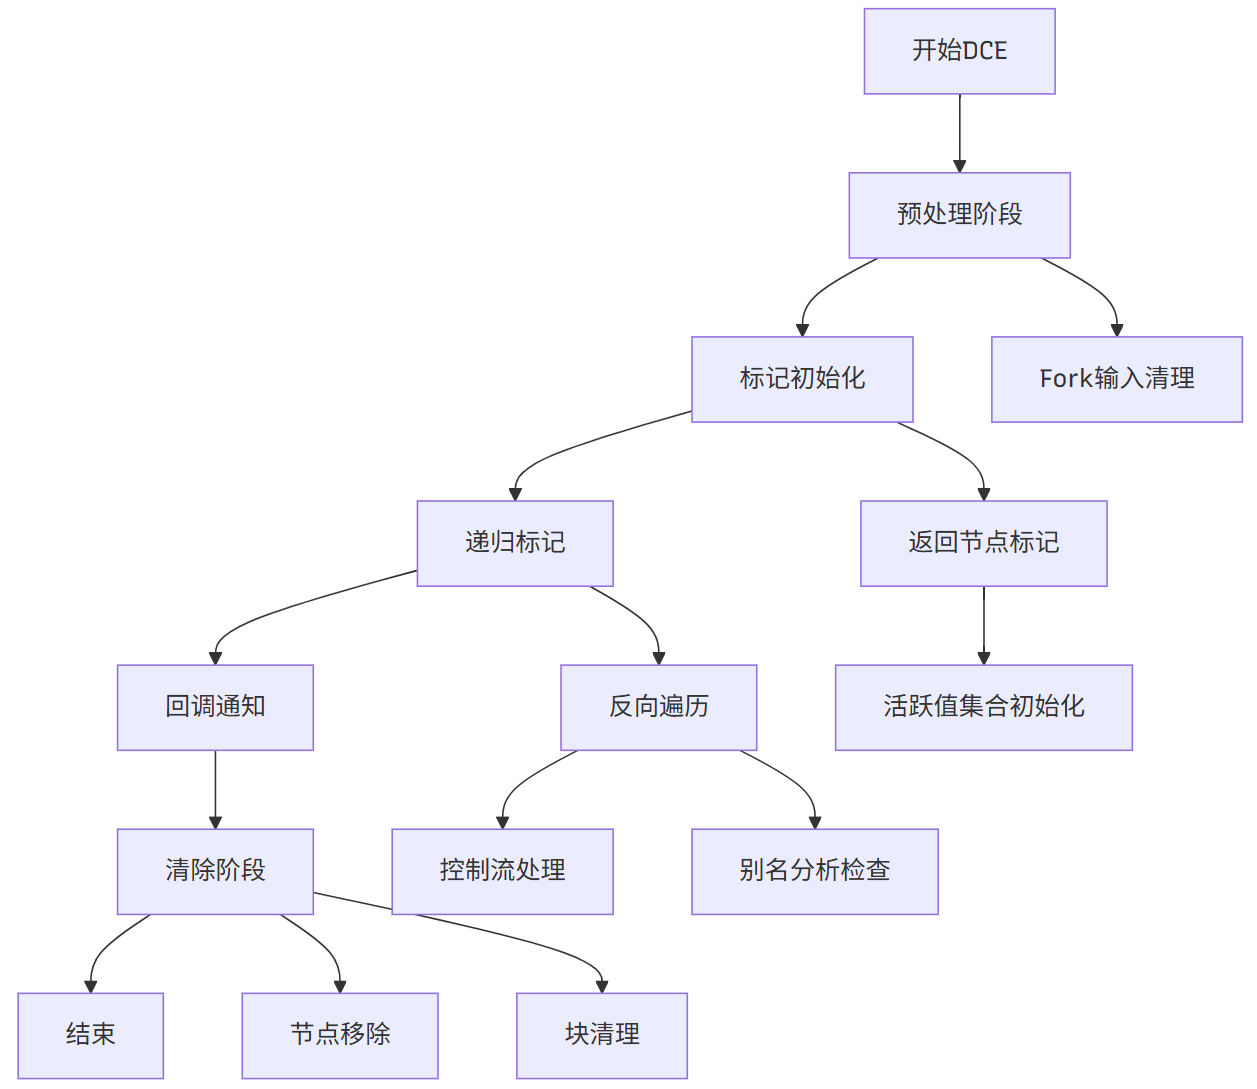 开始DCE
预处理阶段
标记初始化
Fork输入清理
递归标记
返回节点标记
回调通知
反向遍历
活跃值集合初始化
清除阶段
控制流处理
别名分析检查
结束
节点移除
块清理